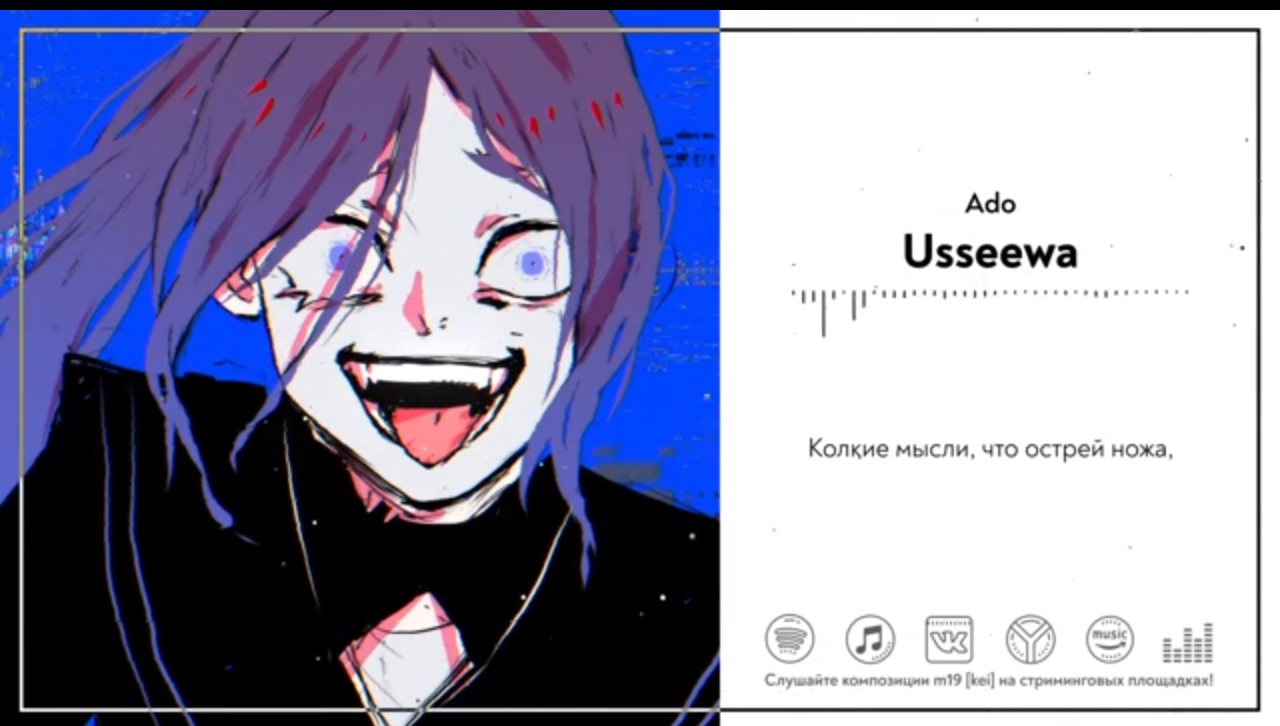 Ado
Usseewa
Колкие мысли, что острей ножа,
music
Слушайте композиции m19 [kei] на стриминговых площадках!